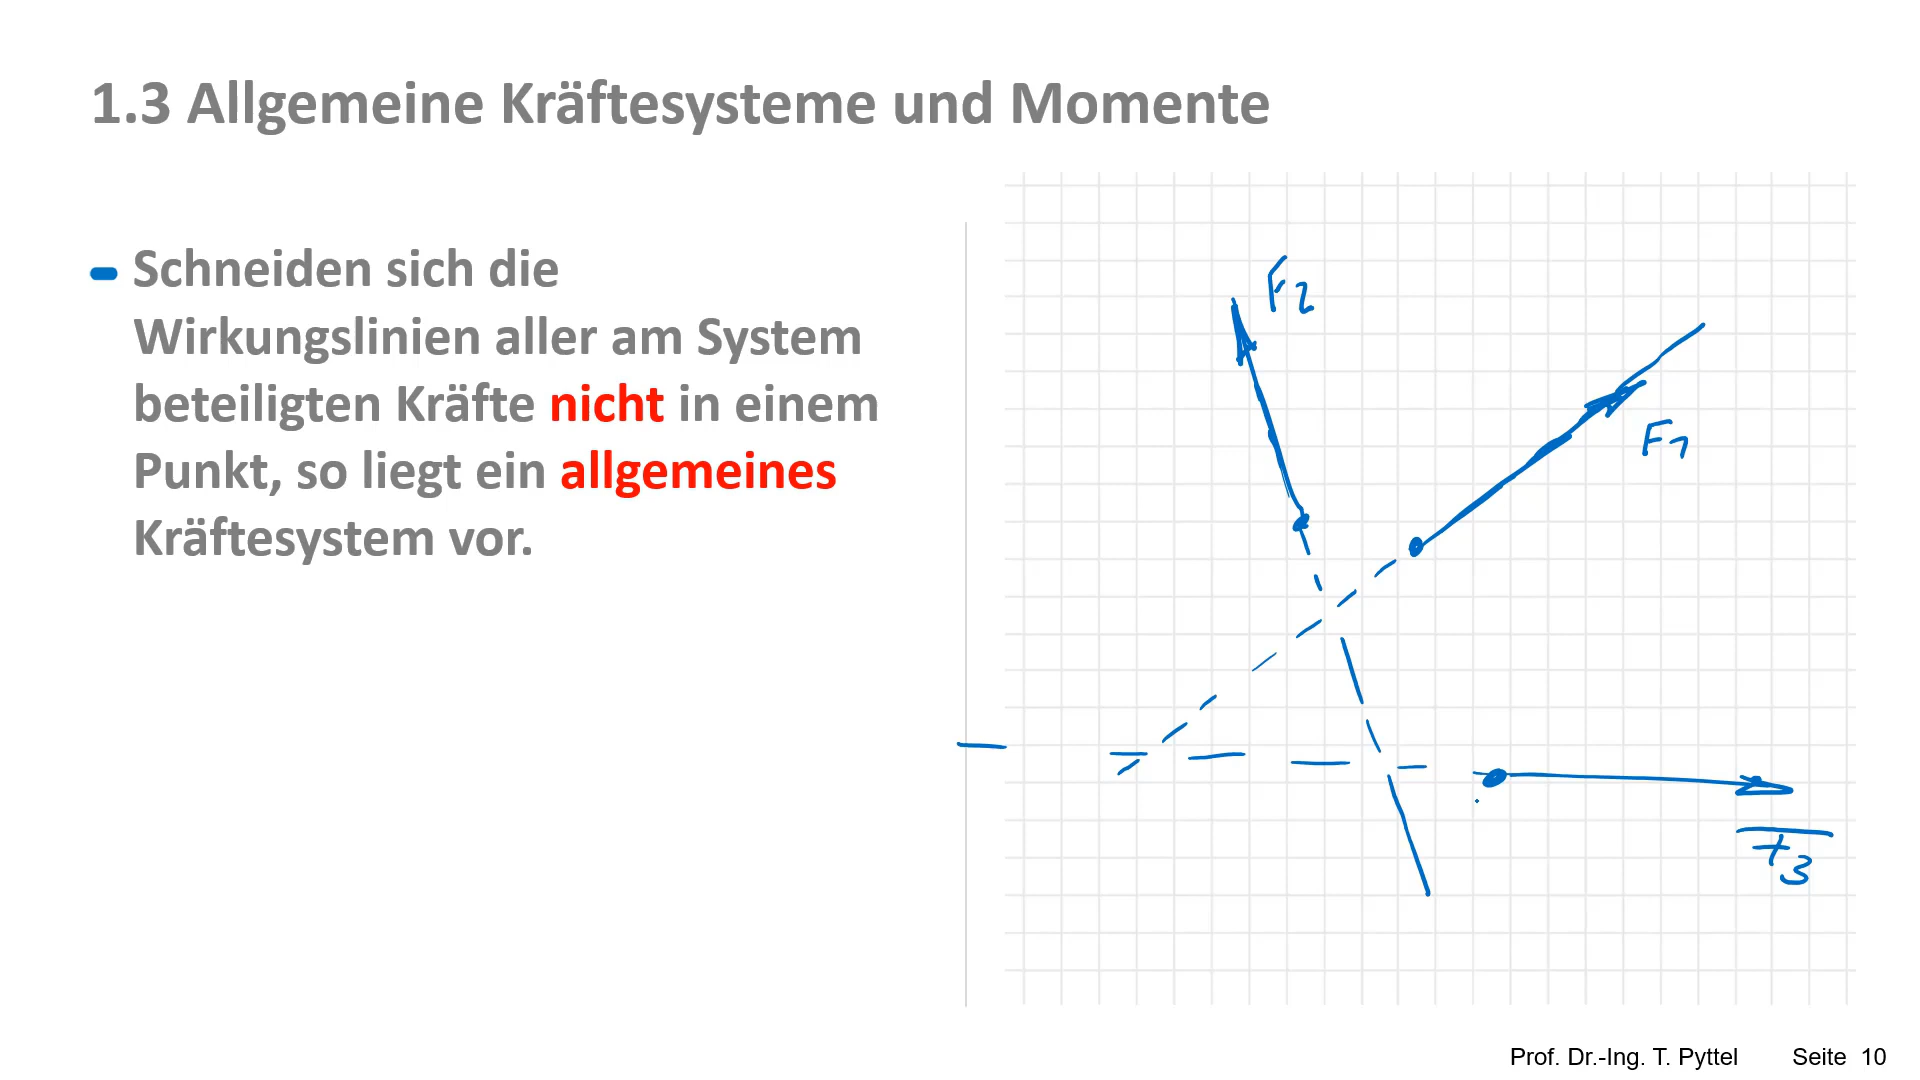 1.3 Allgemeine Kräftesysteme und Momente
Schneiden sich die
Wirkungslinien aller am System
beteiligten Kräfte nicht in einem
Punkt, so liegt ein allgemeines
Kräftesystem vor.
F2
F1
F3
Prof. Dr.-Ing. T. Pyttel Seite 10